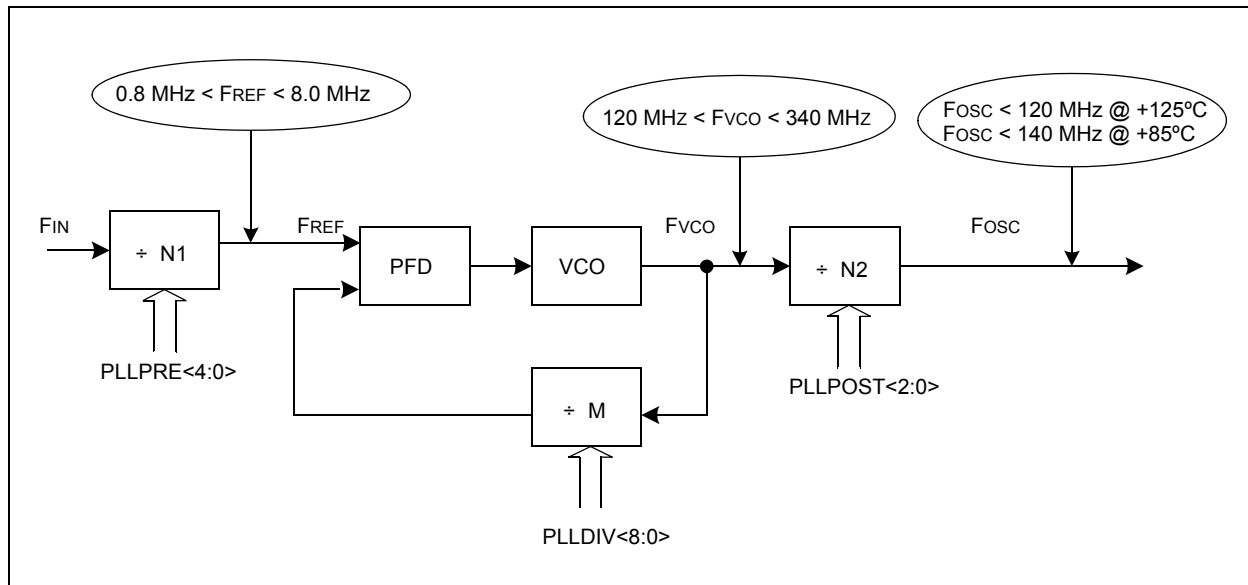 0.8 MHz < FREF < 8.0 MHz
120 MHZ < FVCO < 340 MHZ
FOSC < 120 MHz @ +125ºC
FOSC < 140 MHz @ +85ºC
FIN
÷ N1
FREF
PFD
VCO
FVCO
÷ N2
FOSC
PLLPRE<4:0>
÷ M
PLLPOST<2:0>
PLLDIV<8:0>